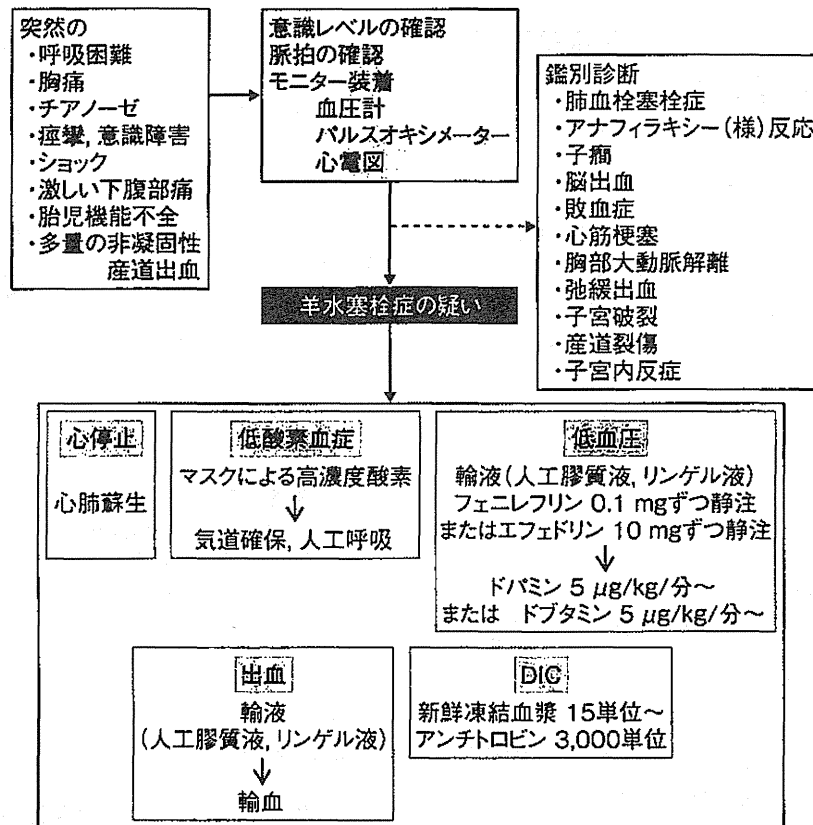 突然の
・呼吸困難
・胸痛
・チアノーゼ
・痙攣, 意識障害
・ショック
・激しい下腹部痛
・胎児機能不全
・多量の非凝固性
産道出血
意識レベルの確認
脈拍の確認
モニター装着
血圧計
パルスオキシメーター
心電図
鑑別診断
・肺血栓塞栓症
・アナフィラキシー(様)反応
・子癇
・脳出血
・敗血症
・心筋梗塞
・胸部大動脈解離
・弛緩出血
・子宮破裂
・産道裂傷
・子宮内反症
羊水塞栓症の疑い
心停止
心肺蘇生
低酸素血症
マスクによる高濃度酸素
↓
気道確保, 人工呼吸
低血圧
輸液(人工膠質液, リンゲル液)
フェニレフリン 0.1 mgずつ静注
またはエフェドリン 10 mgずつ静注
↓
ドパミン 5 μg/kg/分〜
または ドブタミン 5 μg/kg/分〜
出血
輸液
(人工膠質液, リンゲル液)
↓
輸血
DIC
新鮮凍結血漿 15単位〜
アンチトロビン 3,000単位